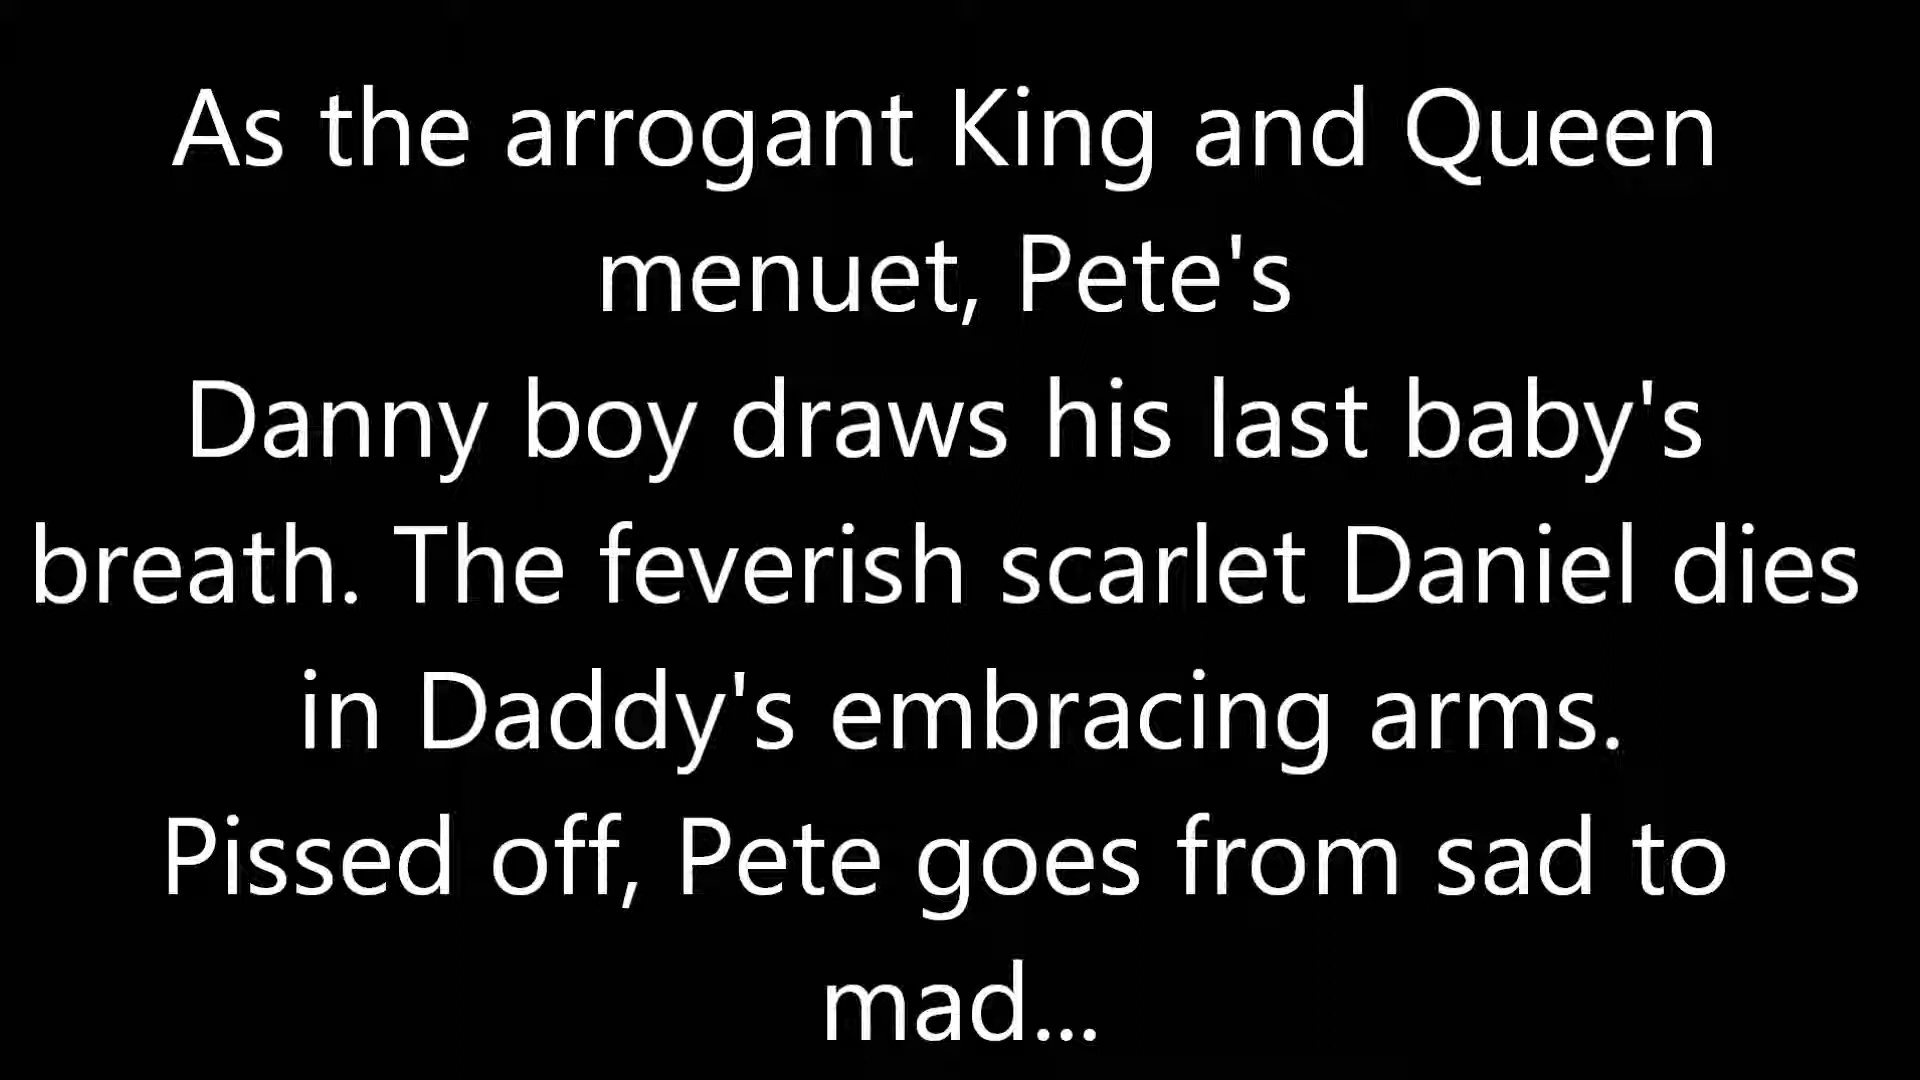 As the arrogant King and Queen
menuet, Pete's
Danny boy draws his last baby's
breath. The feverish scarlet Daniel dies
in Daddy's embracing arms.
Pissed off, Pete goes from sad to
mad...